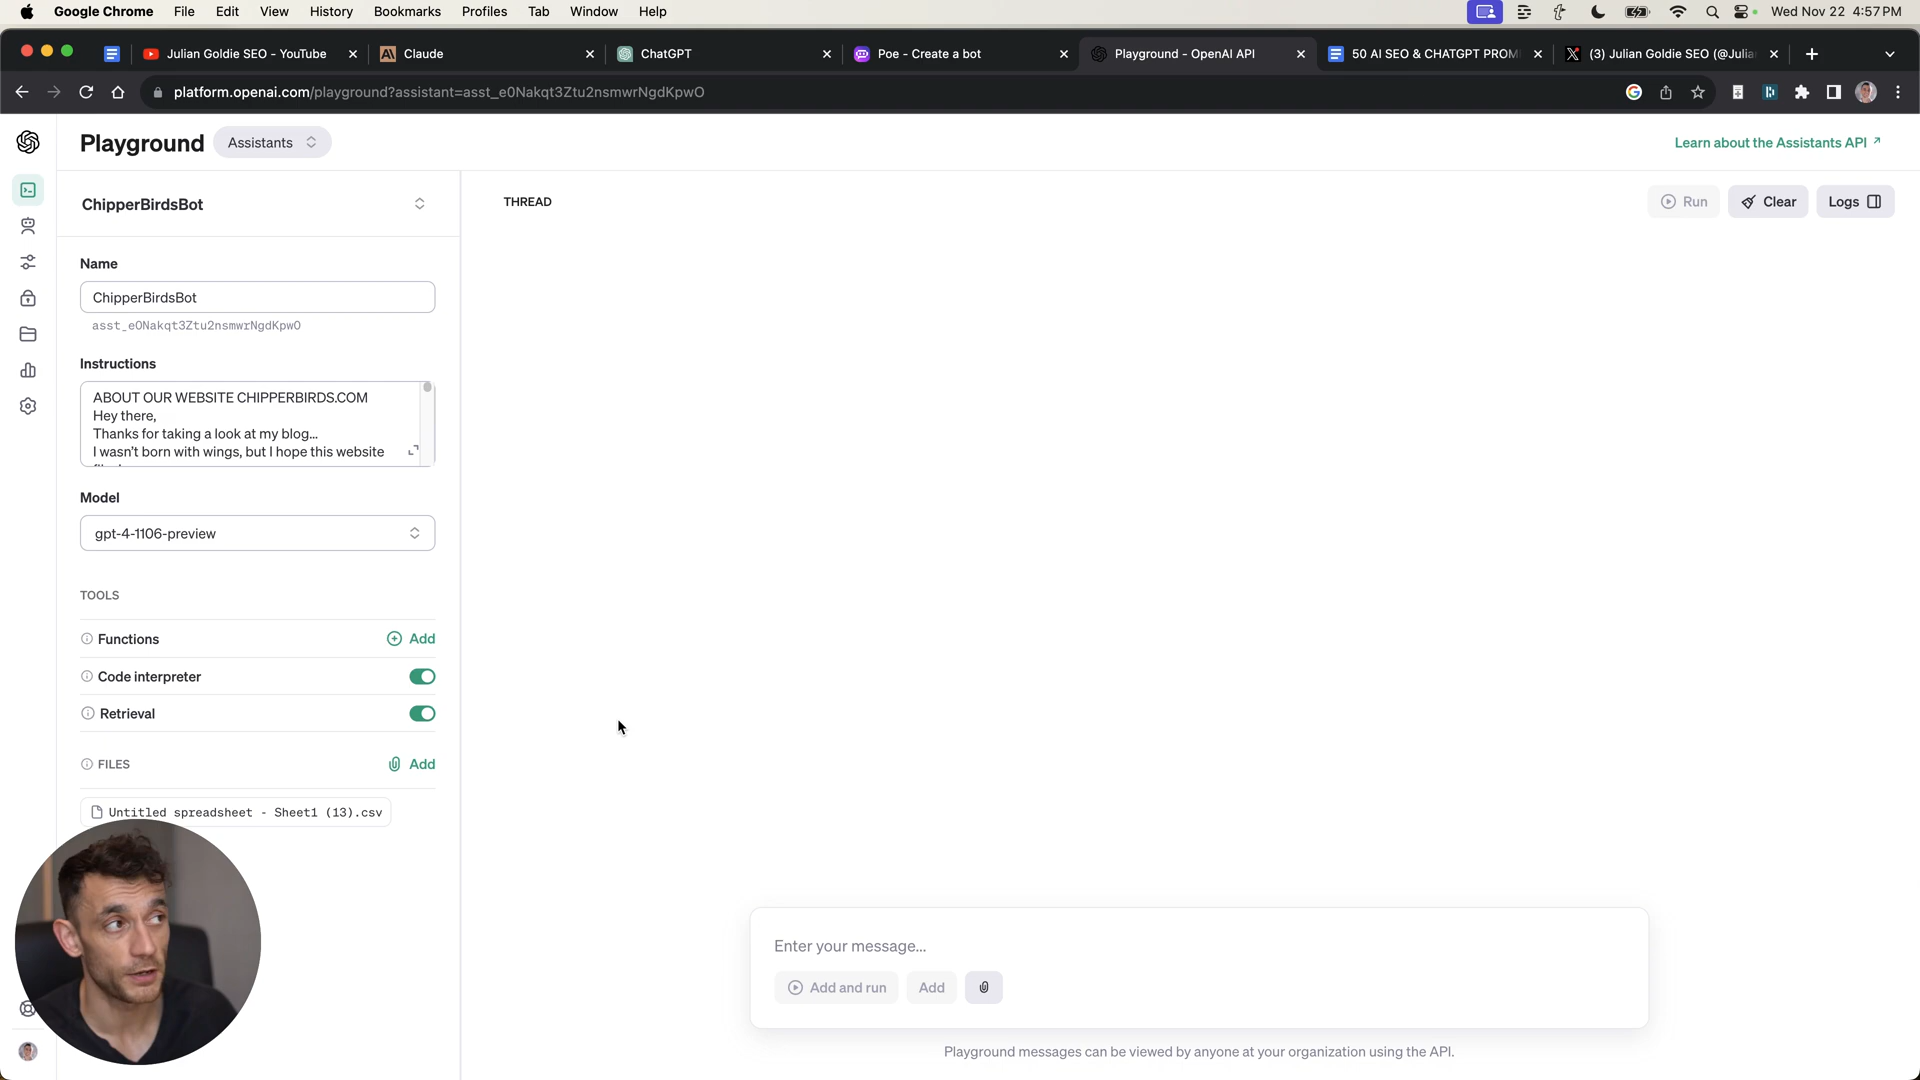 Google Chrome File Edit View History Bookmarks Profiles Tab Window Help Wed Nov 22 4:57 PM
Julian Goldie SEO - YouTube Claude ChatGPT Poe - Create a bot Playground - OpenAI API 50 AI SEO & CHATGPT PROM (3) Julian Goldie SEO (@Julia
platform.openai.com/playground?assistant=asst_e0Nakqt3Ztu2nsmwrNgdKpwO
Playground Assistants Learn about the Assistants API
ChipperBirdsBot THREAD Run Clear Logs
Name
ChipperBirdsBot
asst_e0Nakqt3Ztu2nsmwrNgdKpwO
Instructions
ABOUT OUR WEBSITE CHIPPERBIRDS.COM
Hey there,
Thanks for taking a look at my blog...
I wasn't born with wings, but I hope this website
Model
gpt-4-1106-preview
TOOLS
Functions Add
Code interpreter
Retrieval
FILES Add
Untitled spreadsheet - Sheet1 (13).csv
Enter your message...
Add and run Add
Playground messages can be viewed by anyone at your organization using the API.